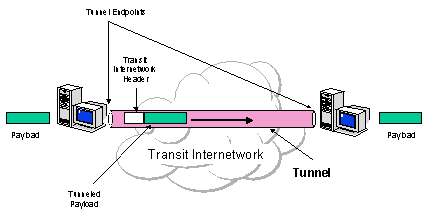 Tunnel Endpoints
Transit
Internetwork
Header
Payload
Payload
Transit Internetwork
Tunnel
Tunneled
Payload